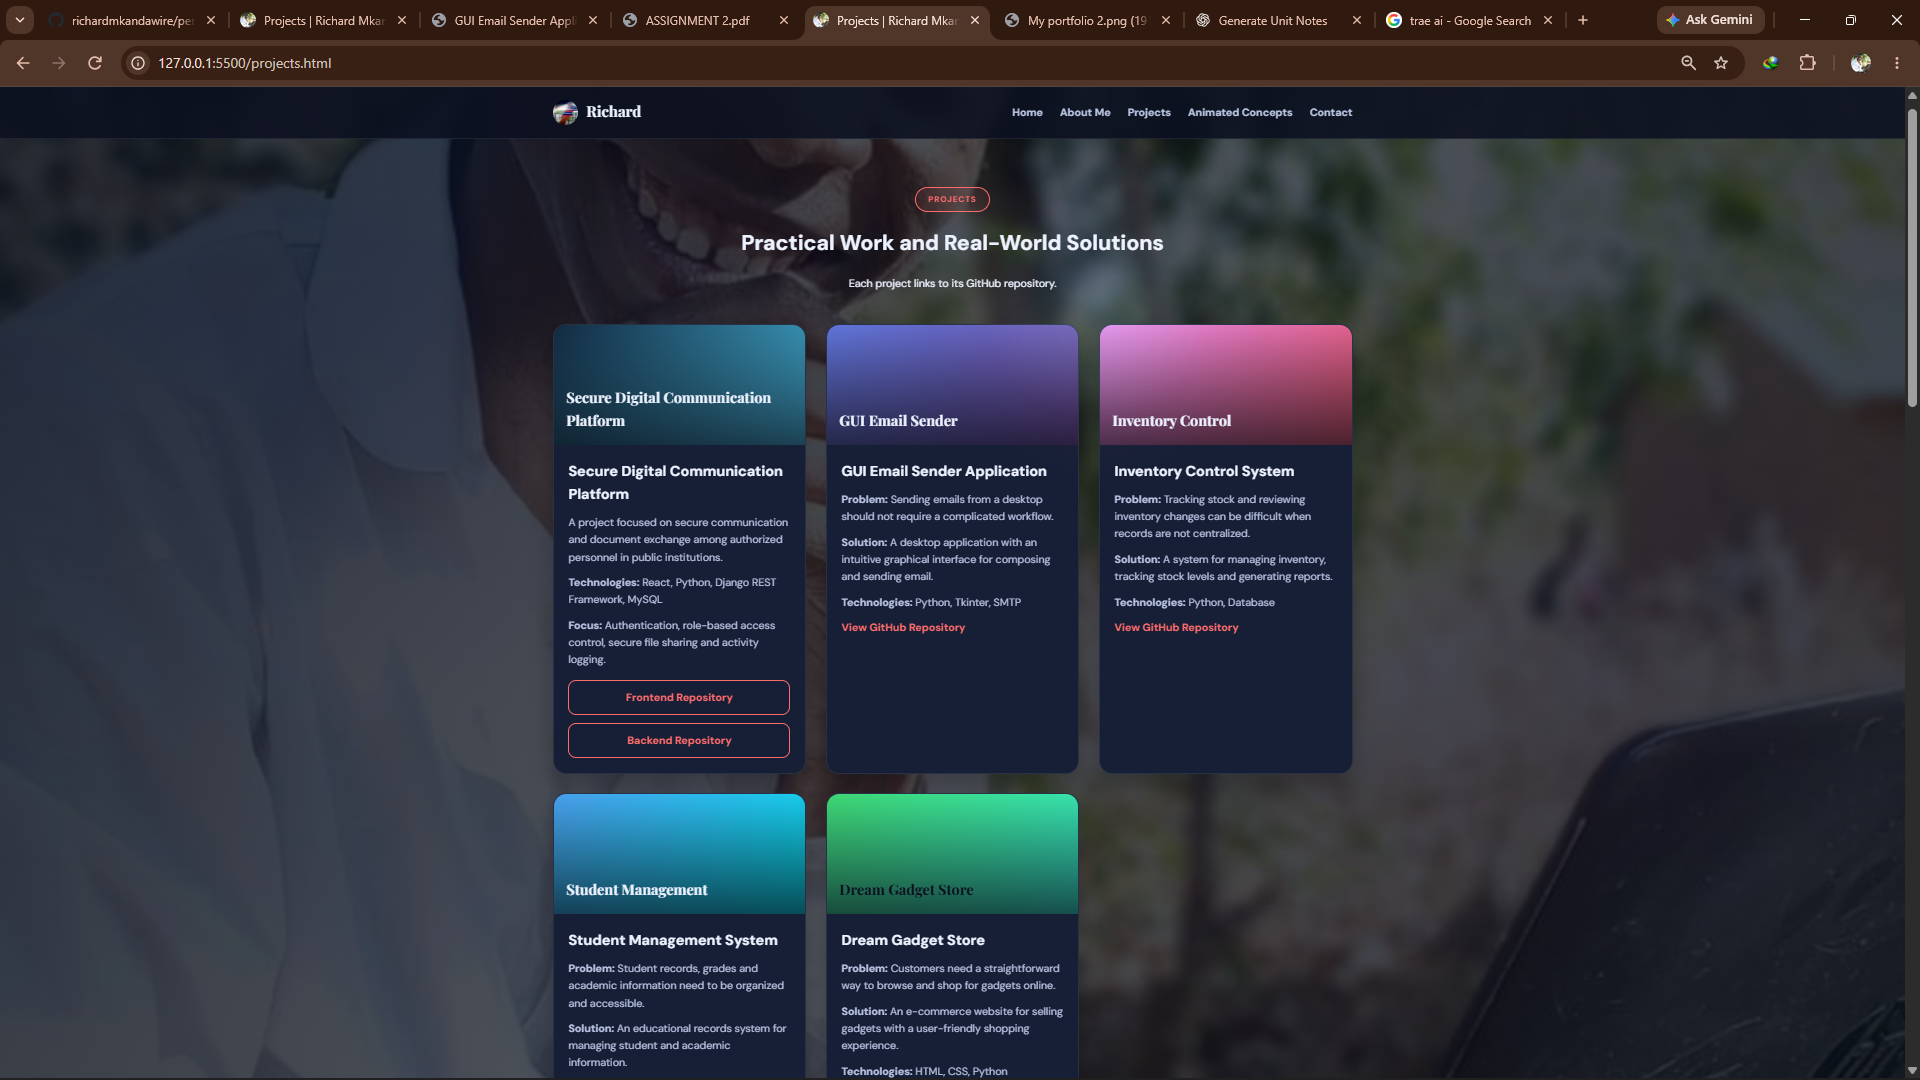 richardmkandawire/per
Projects | Richard Mkan
GUI Email Sender Appli
ASSIGNMENT 2.pdf
Projects | Richard Mkan
My portfolio 2.png (19
Generate Unit Notes
trae ai - Google Search
Ask Gemini
127.0.0.1:5500/projects.html
Richard
Home
About Me
Projects
Animated Concepts
Contact
PROJECTS
Practical Work and Real-World Solutions
Each project links to its GitHub repository.
Secure Digital Communication
Platform
Secure Digital Communication
Platform
A project focused on secure communication
and document exchange among authorized
personnel in public institutions.
Technologies: React, Python, Django REST
Framework, MySQL
Focus: Authentication, role-based access
control, secure file sharing and activity
logging.
Frontend Repository
Backend Repository
GUI Email Sender
GUI Email Sender Application
Problem: Sending emails from a desktop
should not require a complicated workflow.
Solution: A desktop application with an
intuitive graphical interface for composing
and sending email.
Technologies: Python, Tkinter, SMTP
View GitHub Repository
Inventory Control
Inventory Control System
Problem: Tracking stock and reviewing
inventory changes can be difficult when
records are not centralized.
Solution: A system for managing inventory,
tracking stock levels and generating reports.
Technologies: Python, Database
View GitHub Repository
Student Management
Student Management System
Problem: Student records, grades and
academic information need to be organized
and accessible.
Solution: An educational records system for
managing student and academic
information.
Dream Gadget Store
Dream Gadget Store
Problem: Customers need a straightforward
way to browse and shop for gadgets online.
Solution: An e-commerce website for selling
gadgets with a user-friendly shopping
experience.
Technologies: HTML, CSS, Python